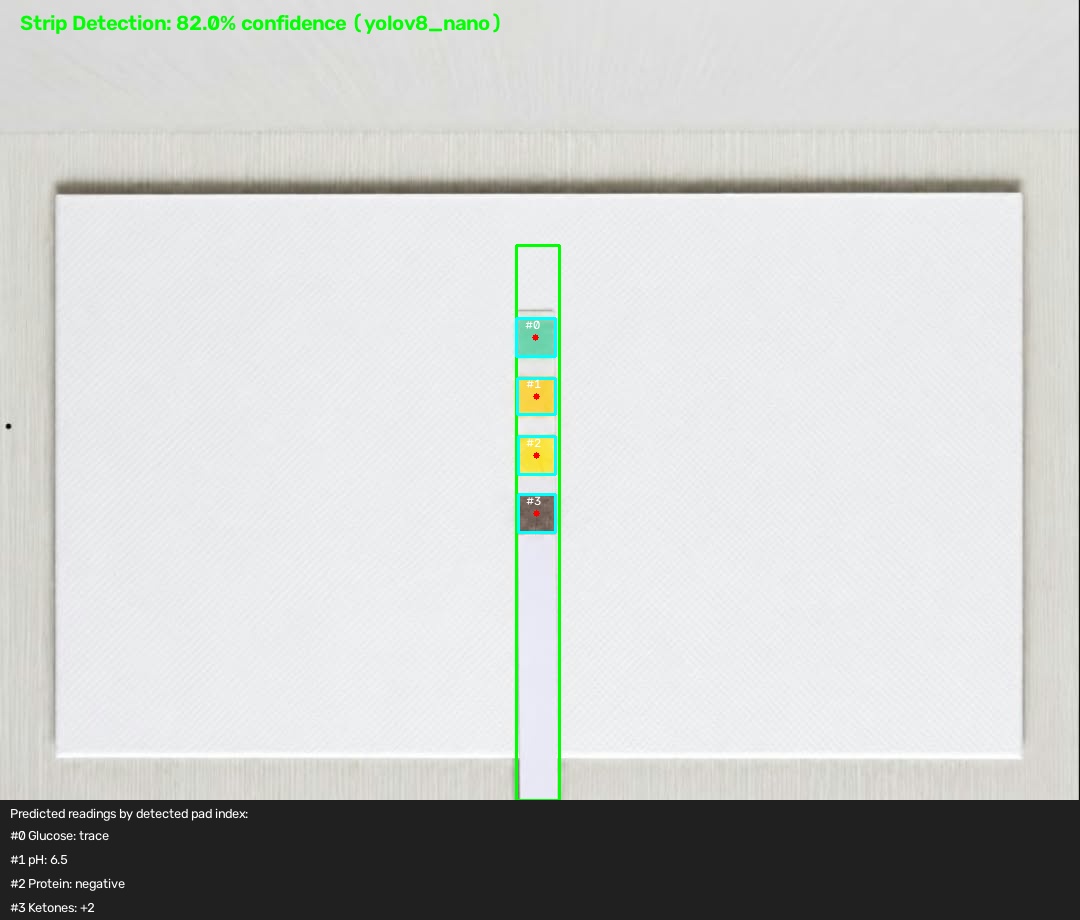 Strip Detection: 82.0% confidence (yolov8_nano)
#0
#1
#2
#3
Predicted readings by detected pad index:
#0 Glucose: trace
#1 pH: 6.5
#2 Protein: negative
#3 Ketones: +2